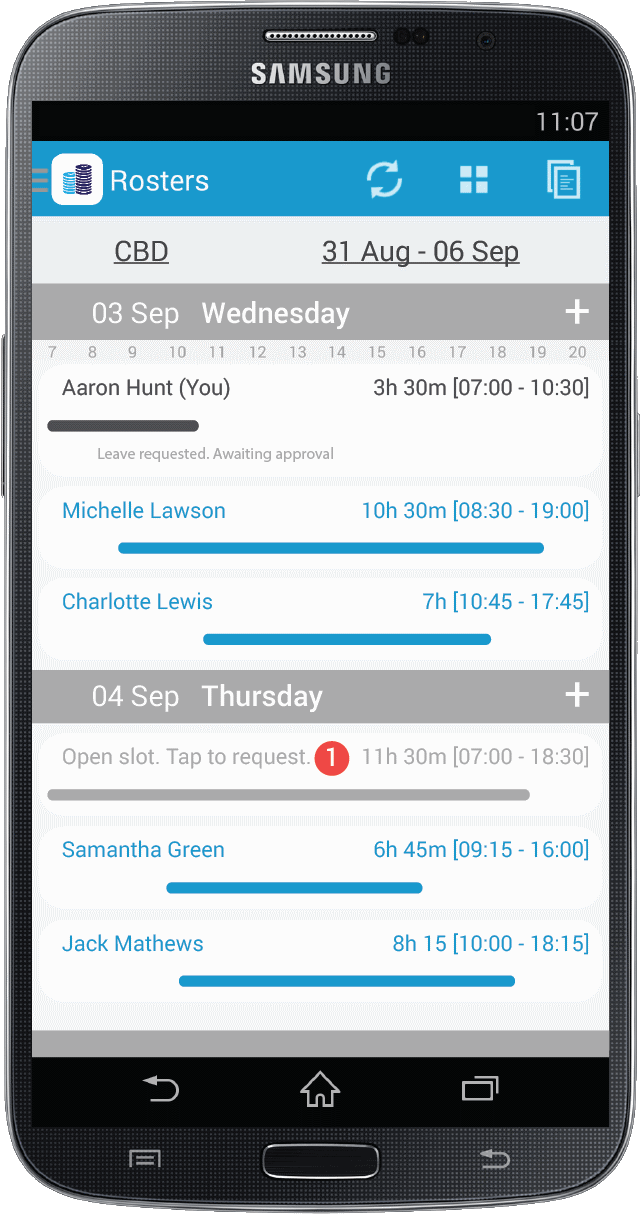 SAMSUNG
11:07
Rosters
CBD 31 Aug - 06 Sep
03 Sep Wednesday +
7 8 9 10 11 12 13 14 15 16 17 18 19 20
Aaron Hunt (You) 3h 30m [07:00 - 10:30]
Leave requested. Awaiting approval
Michelle Lawson 10h 30m [08:30 - 19:00]
Charlotte Lewis 7h [10:45 - 17:45]
04 Sep Thursday +
Open slot. Tap to request. 1 11h 30m [07:00 - 18:30]
Samantha Green 6h 45m [09:15 - 16:00]
Jack Mathews 8h 15 [10:00 - 18:15]